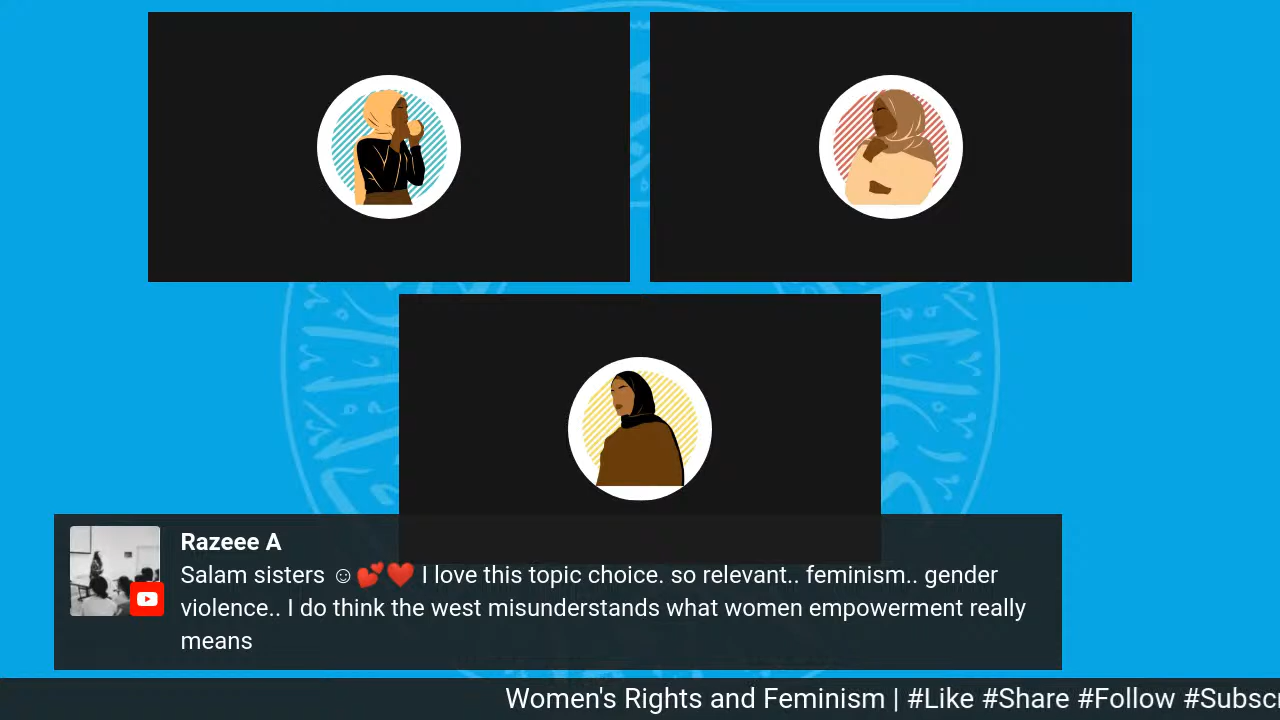 Razeee A
Salam sisters ☺💕❤️ I love this topic choice. so relevant.. feminism.. gender
violence.. I do think the west misunderstands what women empowerment really
means
Women's Rights and Feminism | #Like #Share #Follow #Subsc